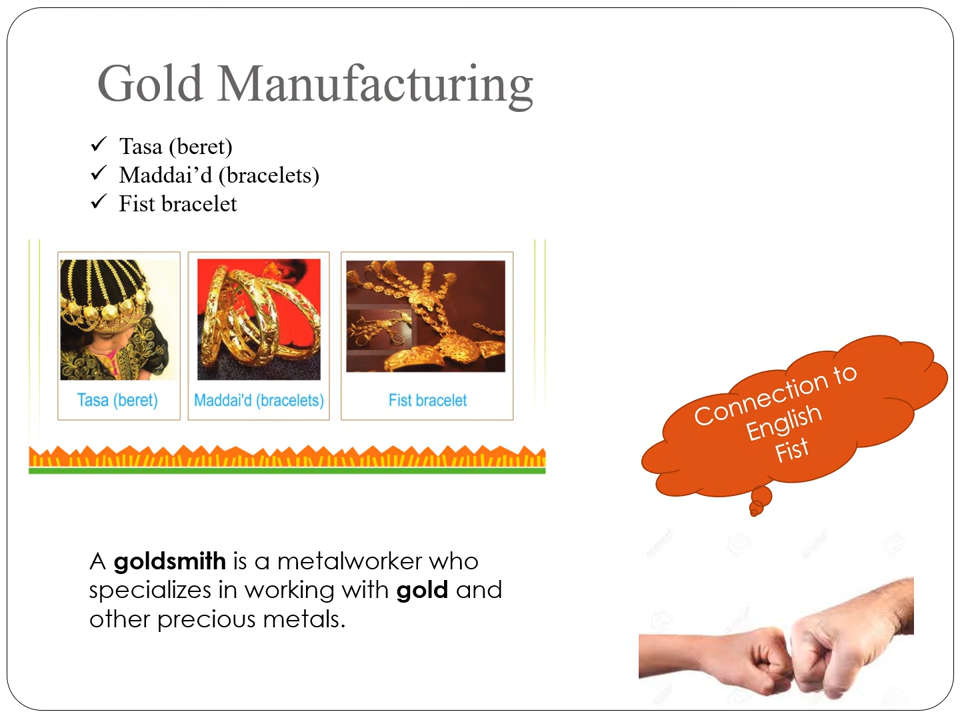 Gold Manufacturing
✓ Tasa (beret)
✓ Maddai’d (bracelets)
✓ Fist bracelet
Tasa (beret)
Maddai'd (bracelets)
Fist bracelet
Connection to
English
Fist
A goldsmith is a metalworker who
specializes in working with gold and
other precious metals.